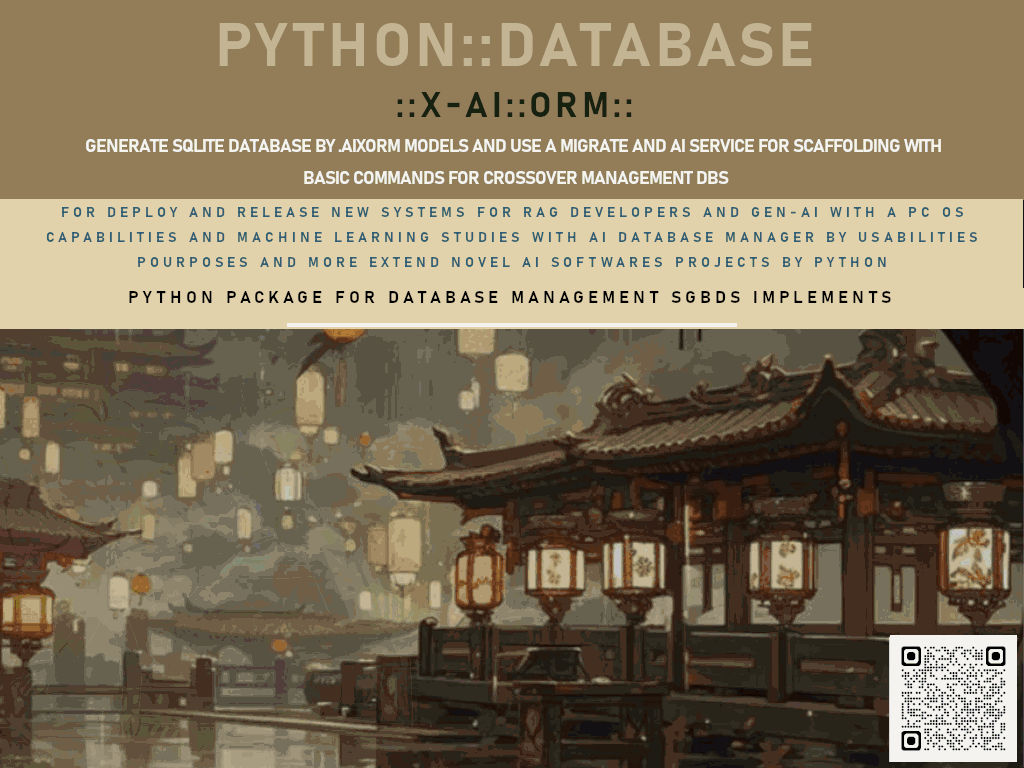 PYTHON::DATABASE
::X-AI::ORM::
GENERATE SQLITE DATABASE BY .AIXORM MODELS AND USE A MIGRATE AND AI SERVICE FOR SCAFFOLDING WITH
BASIC COMMANDS FOR CROSSOVER MANAGEMENT DBS
FOR DEPLOY AND RELEASE NEW SYSTEMS FOR RAG DEVELOPERS AND GEN-AI WITH A PC OS
CAPABILITIES AND MACHINE LEARNING STUDIES WITH AI DATABASE MANAGER BY USABILITIES
POURPOSES AND MORE EXTEND NOVEL AI SOFTWARES PROJECTS BY PYTHON
PYTHON PACKAGE FOR DATABASE MANAGEMENT SGBDS IMPLEMENTS